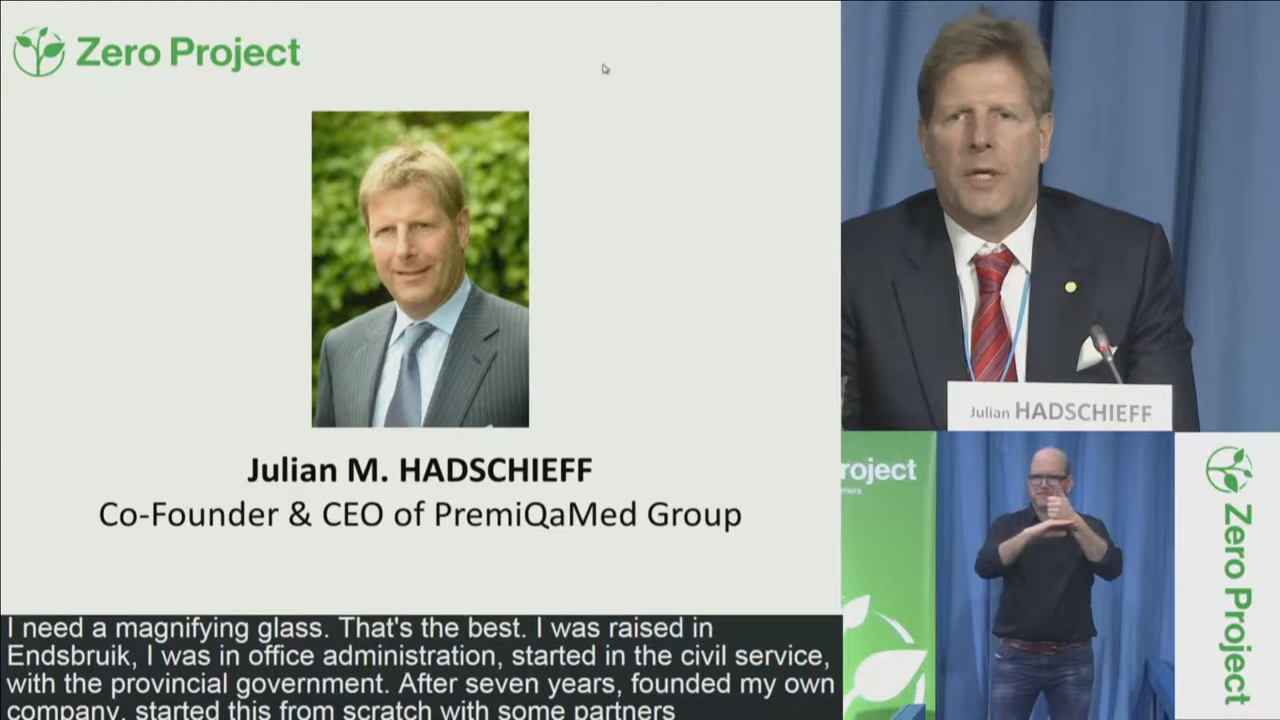 Zero Project
Julian M. HADSCHIEFF
Co-Founder & CEO of PremiQaMed Group
I need a magnifying glass. That's the best. I was raised in
Endsbruik, I was in office administration, started in the civil service,
with the provincial government. After seven years, founded my own
company, started this from scratch with some partners
Julian HADSCHIEFF
roject
Zero Project